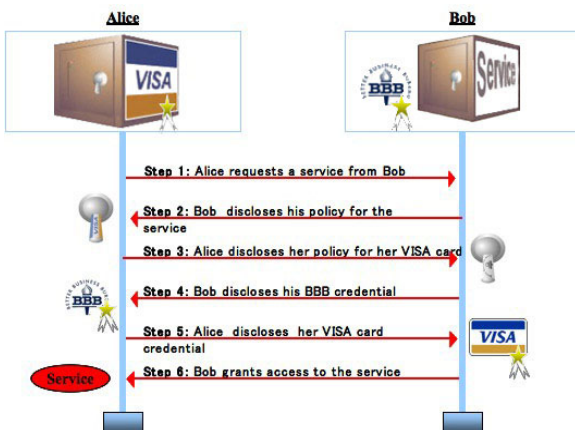 Alice
Bob
VISA
BBB
Service
Step 1: Alice requests a service from Bob
Step 2: Bob discloses his policy for the
service
VISA
Step 3: Alice discloses her policy for her VISA card
BBB
Step 4: Bob discloses his BBB credential
Step 5: Alice discloses her VISA card
credential
VISA
Service
Step 6: Bob grants access to the service